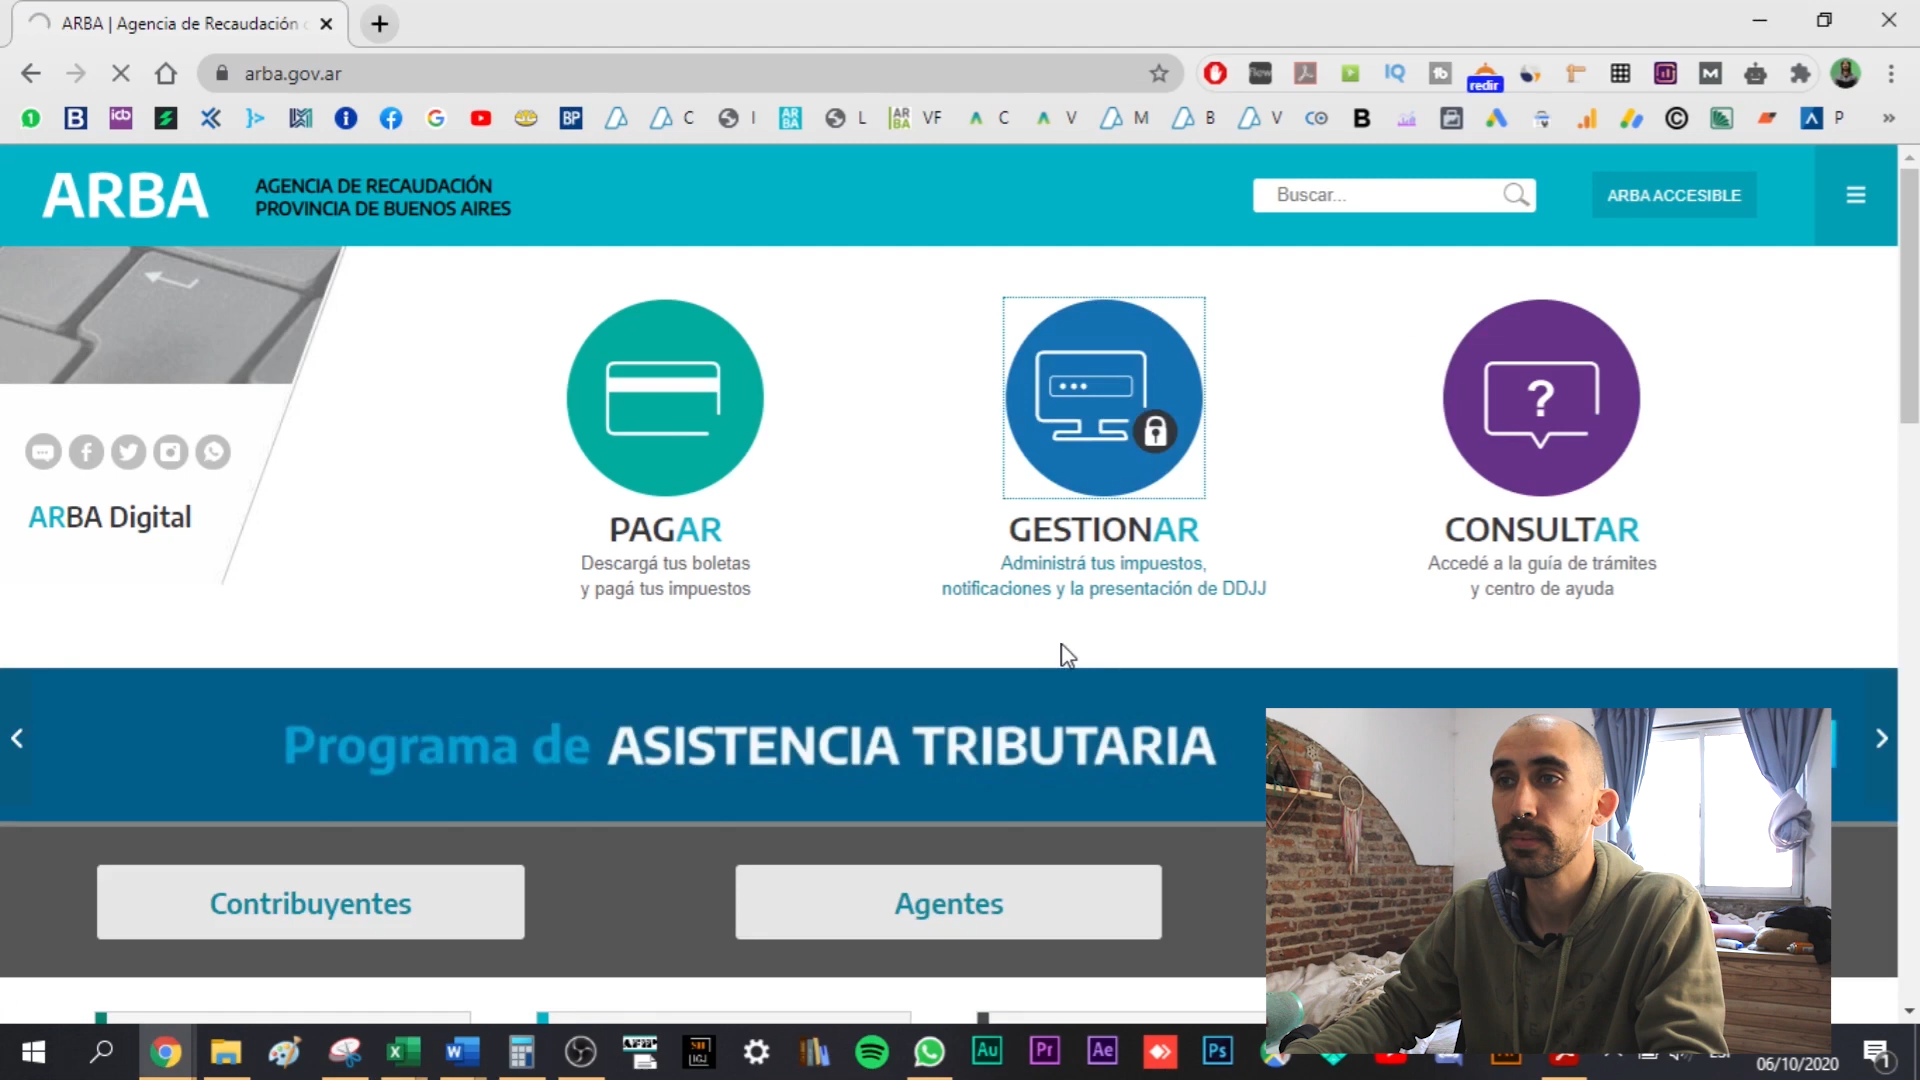 ARBA | Agencia de Recaudación
arba.gov.ar
redir
C
I
L
VF
C
V
M
B
V
P
ARBA
AGENCIA DE RECAUDACIÓN
PROVINCIA DE BUENOS AIRES
Buscar...
ARBA ACCESIBLE
ARBA Digital
PAGAR
Descargá tus boletas
y pagá tus impuestos
GESTIONAR
Administrá tus impuestos,
notificaciones y la presentación de DDJJ
CONSULTAR
Accedé a la guía de trámites
y centro de ayuda
Programa de ASISTENCIA TRIBUTARIA
Contribuyentes
Agentes
06/10/2020